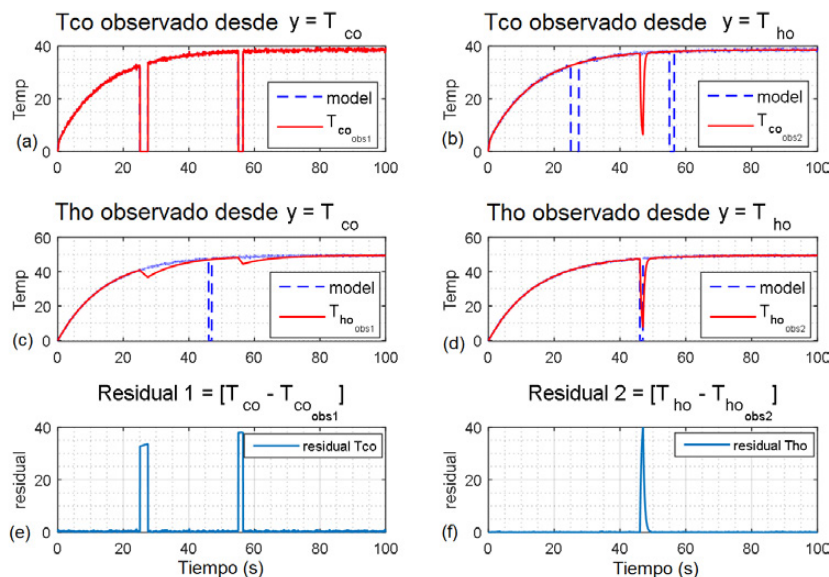 Tco observado desde y = T co
Tco observado desde y = T ho
Temp
40
20
0
(a)
model
T co obs1
0 20 40 60 80 100
Temp
40
20
0
(b)
model
T co obs2
0 20 40 60 80 100
Tho observado desde y = T co
Tho observado desde y = T ho
Temp
60
40
20
0
(c)
model
T ho obs1
0 20 40 60 80 100
Temp
60
40
20
0
(d)
model
T ho obs2
0 20 40 60 80 100
Residual 1 = [T co - T co obs1 ]
Residual 2 = [T ho - T ho obs2 ]
residual
40
20
0
(e)
residual Tco
0 20 40 60 80 100
Tiempo (s)
residual
40
20
0
(f)
residual Tho
0 20 40 60 80 100
Tiempo (s)